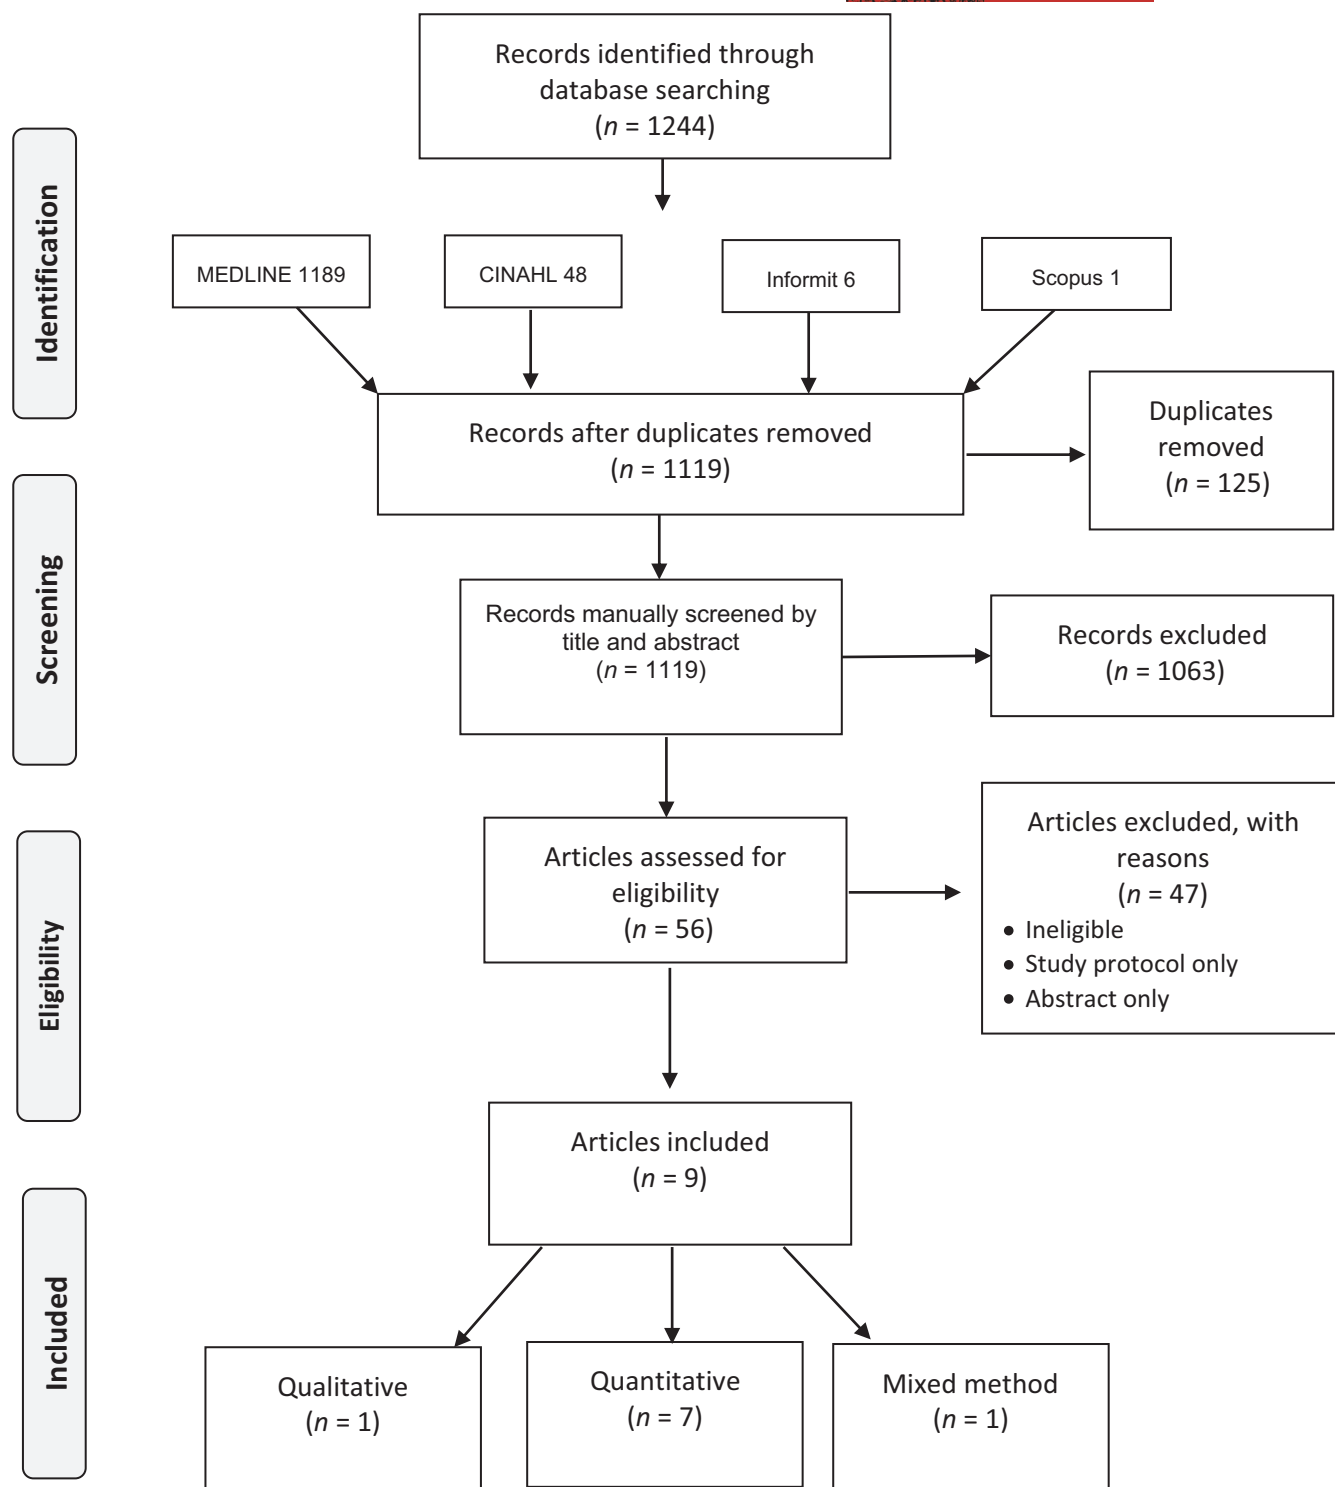 Records identified through
database searching
(n = 1244)
Identification
MEDLINE 1189
CINAHL 48
Informit 6
Scopus 1
Records after duplicates removed
(n = 1119)
Duplicates
removed
(n = 125)
Screening
Records manually screened by
title and abstract
(n = 1119)
Records excluded
(n = 1063)
Eligibility
Articles assessed for
eligibility
(n = 56)
Articles excluded, with
reasons
(n = 47)
• Ineligible
• Study protocol only
• Abstract only
Articles included
(n = 9)
Included
Qualitative
(n = 1)
Quantitative
(n = 7)
Mixed method
(n = 1)